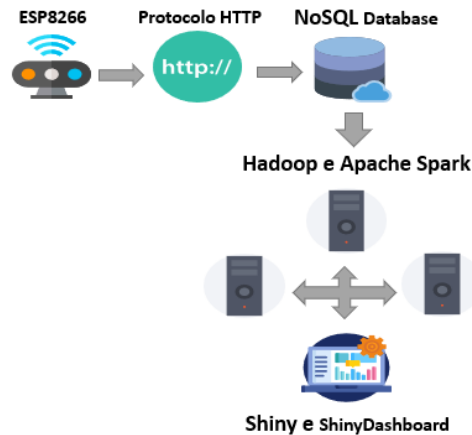 ESP8266
Protocolo HTTP
NoSQL Database
http://
Hadoop e Apache Spark
Shiny e ShinyDashboard